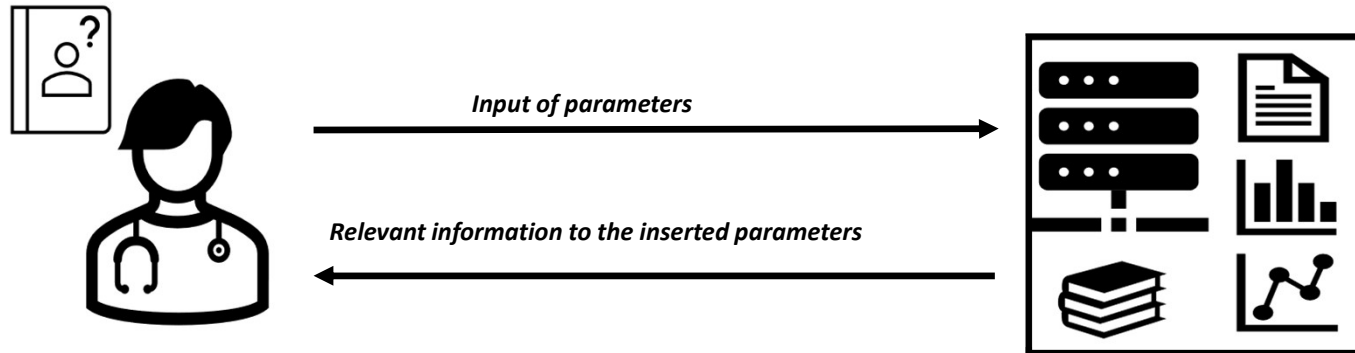 ?
Input of parameters
Relevant information to the inserted parameters